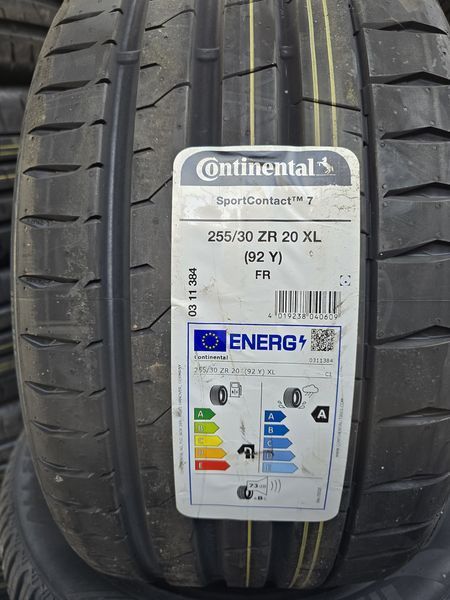 Continental
SportContact™ 7
255/30 ZR 20 XL
(92 Y)
FR
03 11 384
4 019238 040609
ENERG
Continental
0311384
255/30 ZR 20 (92 Y) XL
C1
A
B
C
D
E
A
B
C
D
E
A
73 dB
B